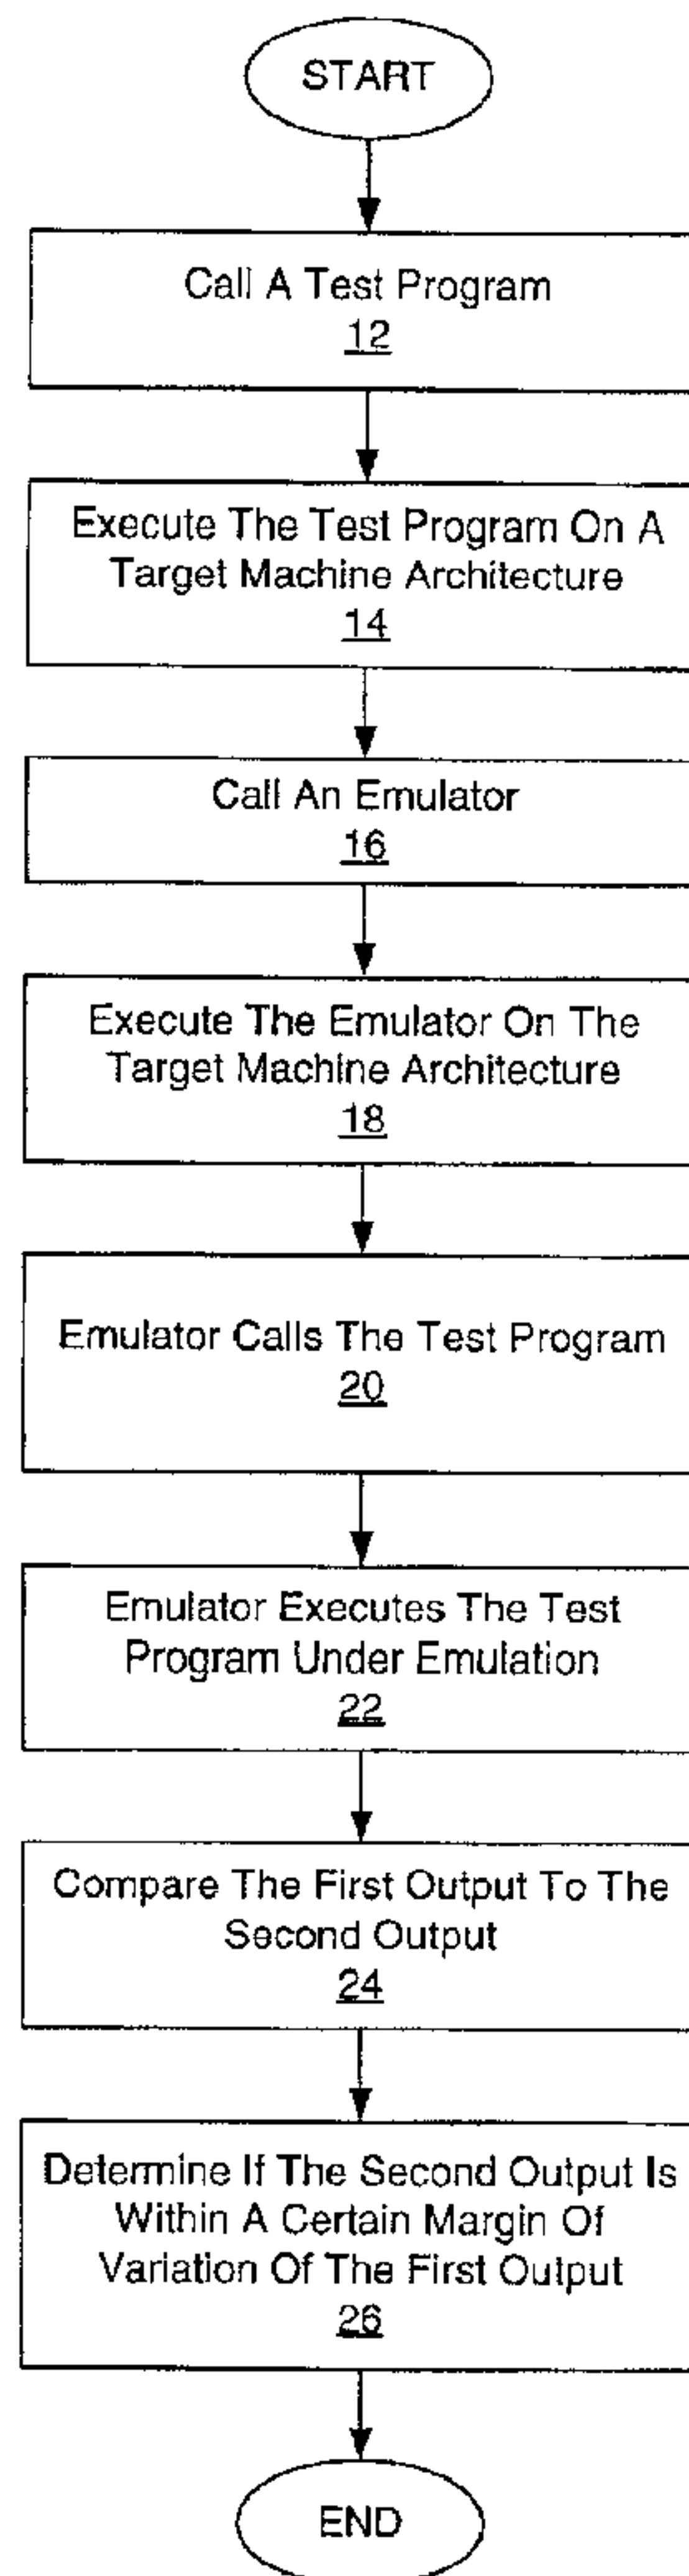 START
Call A Test Program
12
Execute The Test Program On A
Target Machine Architecture
14
Call An Emulator
16
Execute The Emulator On The
Target Machine Architecture
18
Emulator Calls The Test Program
20
Emulator Executes The Test
Program Under Emulation
22
Compare The First Output To The
Second Output
24
Determine If The Second Output Is
Within A Certain Margin Of
Variation Of The First Output
26
END